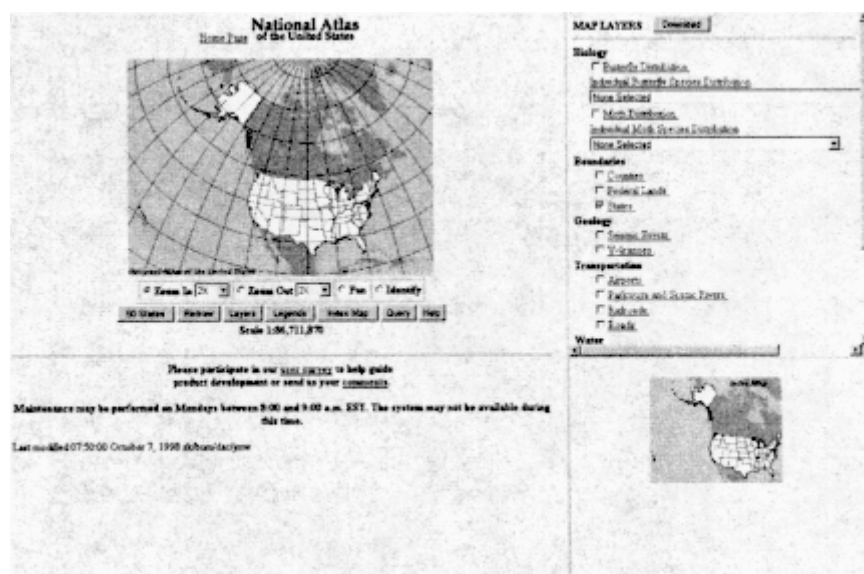 National Atlas
Home Page of the United States
Zoom In 2X Zoom Out 2X Pan Identify
50 States Redraw Layers Legends Index Map Query Help
Scale 1:86,711,870
Please participate in our user survey to help guide
product development or send us your comments.
Maintenance may be performed on Mondays between 8:00 and 9:00 a.m. EST. The system may not be available during
this time.
Last modified 07:50:00 October 7, 1998
MAP LAYERS Download
Biology
Butterfly Distribution
Individual Butterfly Species Distribution
None Selected
Moth Distribution
Individual Moth Species Distribution
None Selected
Boundaries
Counties
Federal Lands
States
Geology
Seismic Events
Volcanoes
Transportation
Airports
Parkways and Scenic Rivers
Railroads
Roads
Water
Index Map